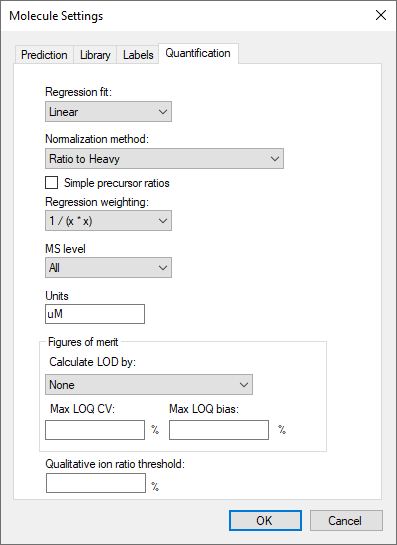 Molecule Settings
Prediction Library Labels Quantification
Regression fit:
Linear
Normalization method:
Ratio to Heavy
Simple precursor ratios
Regression weighting:
1 / (x * x)
MS level
All
Units
uM
Figures of merit
Calculate LOD by:
None
Max LOQ CV: Max LOQ bias:
% %
Qualitative ion ratio threshold:
%
OK Cancel